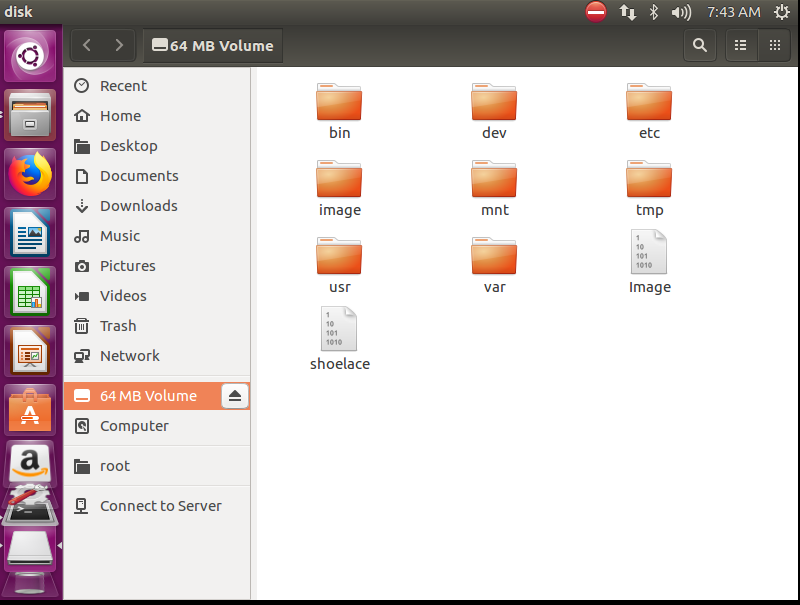 disk
7:43 AM
64 MB Volume
Recent
Home
Desktop
Documents
Downloads
Music
Pictures
Videos
Trash
Network
64 MB Volume
Computer
root
Connect to Server
bin
dev
etc
image
mnt
tmp
usr
var
1
10
101
1010
Image
1
10
101
1010
shoelace
A
a
>_